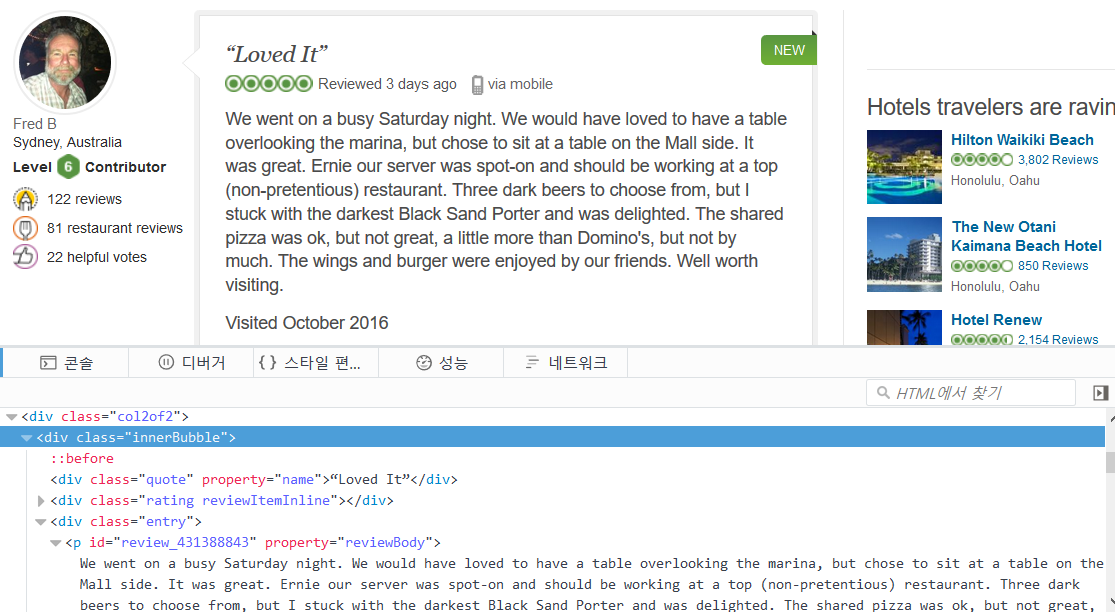 “Loved It”
NEW
Reviewed 3 days ago via mobile
We went on a busy Saturday night. We would have loved to have a table
overlooking the marina, but chose to sit at a table on the Mall side. It
was great. Ernie our server was spot-on and should be working at a top
(non-pretentious) restaurant. Three dark beers to choose from, but I
stuck with the darkest Black Sand Porter and was delighted. The shared
pizza was ok, but not great, a little more than Domino's, but not by
much. The wings and burger were enjoyed by our friends. Well worth
visiting.
Visited October 2016
Fred B
Sydney, Australia
Level 6 Contributor
122 reviews
81 restaurant reviews
22 helpful votes
Hotels travelers are ravin
Hilton Waikiki Beach
3,802 Reviews
Honolulu, Oahu
The New Otani
Kaimana Beach Hotel
850 Reviews
Honolulu, Oahu
Hotel Renew
2,154 Reviews
콘솔 디버거 { } 스타일 편... 성능 네트워크
HTML에서 찾기
<div class="col2of2">
<div class="innerBubble">
::before
<div class="quote" property="name">“Loved It”</div>
<div class="rating reviewItemInline"></div>
<div class="entry">
<p id="review_431388843" property="reviewBody">
We went on a busy Saturday night. We would have loved to have a table overlooking the marina, but chose to sit at a table on the
Mall side. It was great. Ernie our server was spot-on and should be working at a top (non-pretentious) restaurant. Three dark
beers to choose from, but I stuck with the darkest Black Sand Porter and was delighted. The shared pizza was ok, but not great,